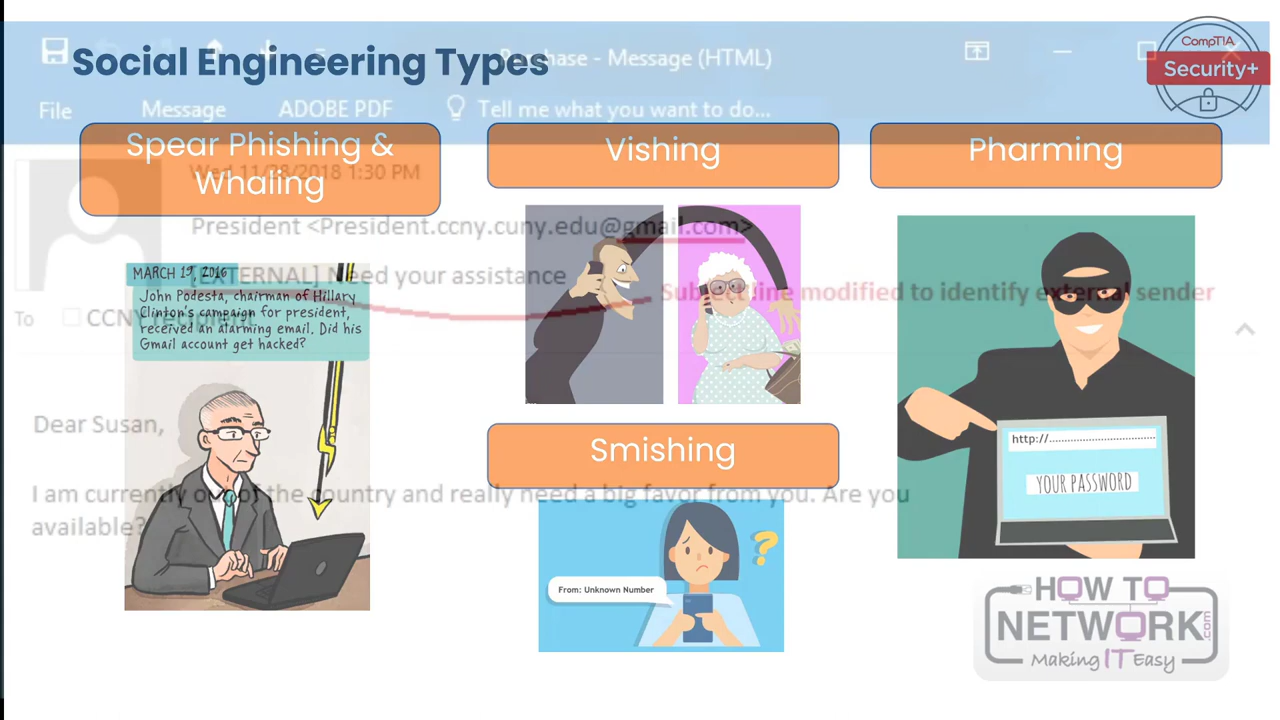 Social Engineering Types
Purchase - Message (HTML)
CompTIA
Security+
File
Message
ADOBE PDF
Tell me what you want to do...
Spear Phishing &
Whaling
Vishing
Pharming
Wed 11/28/2018 1:30 PM
President <President.ccny.cuny.edu@gmail.com>
[EXTERNAL] Need your assistance
Subject line modified to identify external sender
To
CCNY recipient
MARCH 19, 2016
John Podesta, chairman of Hillary
Clinton's campaign for president,
received an alarming email. Did his
Gmail account get hacked?
Dear Susan,
I am currently out of the country and really need a big favor from you. Are you
available?
Smishing
From: Unknown Number
?
http://....................................
YOUR PASSWORD
HOW TO
NETWORK.com
Making IT Easy